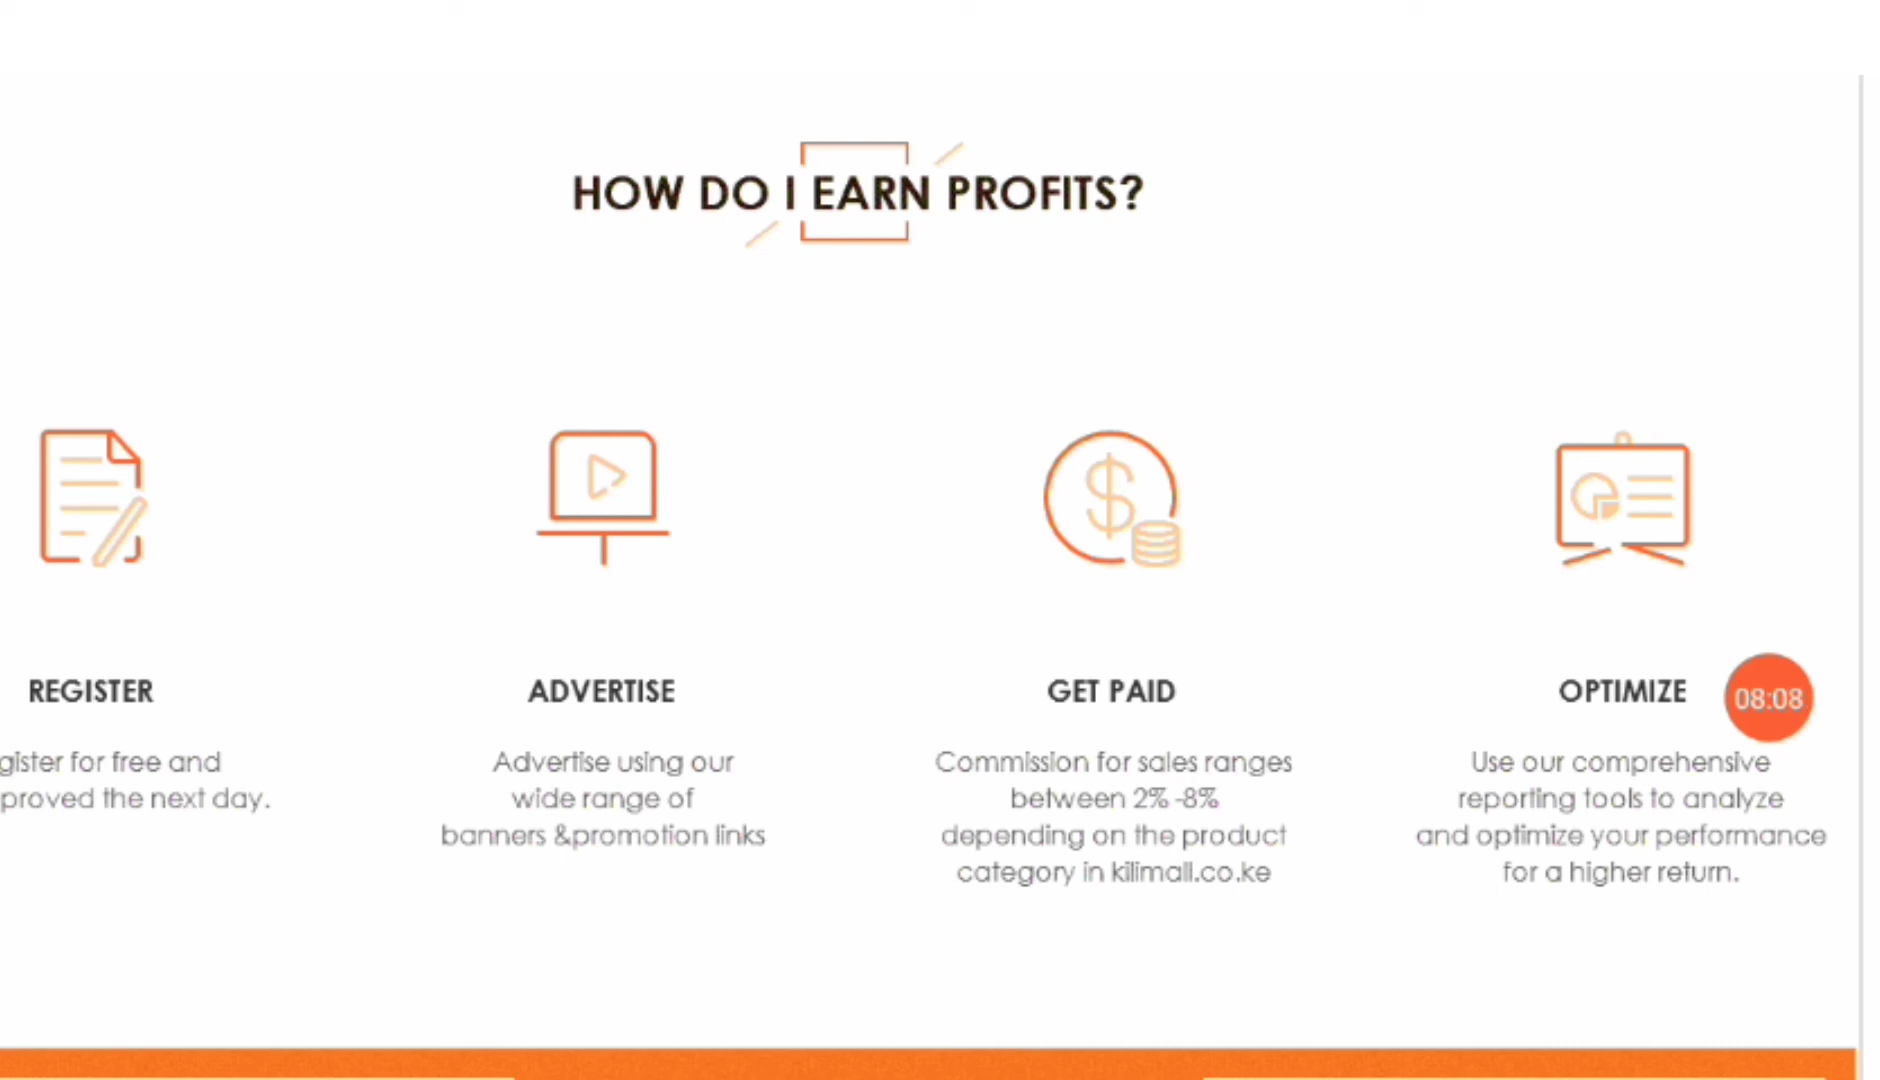 HOW DO I EARN PROFITS?
REGISTER
gister for free and
proved the next day.
ADVERTISE
Advertise using our
wide range of
banners &promotion links
GET PAID
Commission for sales ranges
between 2% -8%
depending on the product
category in kilimall.co.ke
OPTIMIZE
08:08
Use our comprehensive
reporting tools to analyze
and optimize your performance
for a higher return.